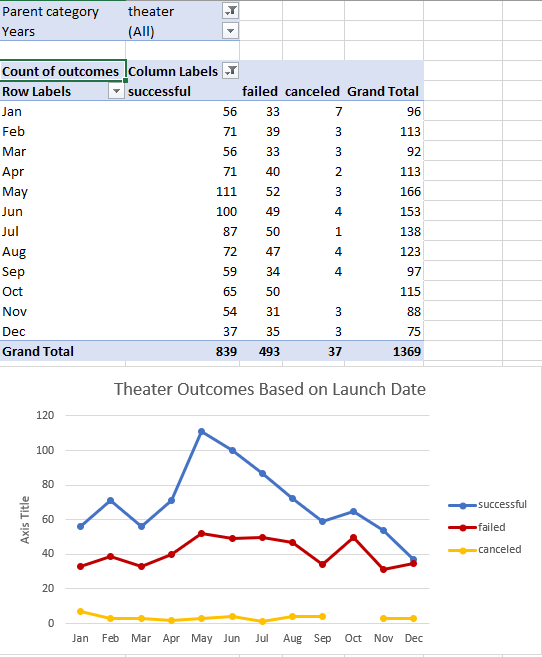 Parent category theater
Years (All)
Count of outcomes Column Labels
Row Labels successful failed canceled Grand Total
Jan 56 33 7 96
Feb 71 39 3 113
Mar 56 33 3 92
Apr 71 40 2 113
May 111 52 3 166
Jun 100 49 4 153
Jul 87 50 1 138
Aug 72 47 4 123
Sep 59 34 4 97
Oct 65 50 115
Nov 54 31 3 88
Dec 37 35 3 75
Grand Total 839 493 37 1369
Theater Outcomes Based on Launch Date
120
100
80
60
40
20
0
Axis Title
Jan Feb Mar Apr May Jun Jul Aug Sep Oct Nov Dec
successful
failed
canceled